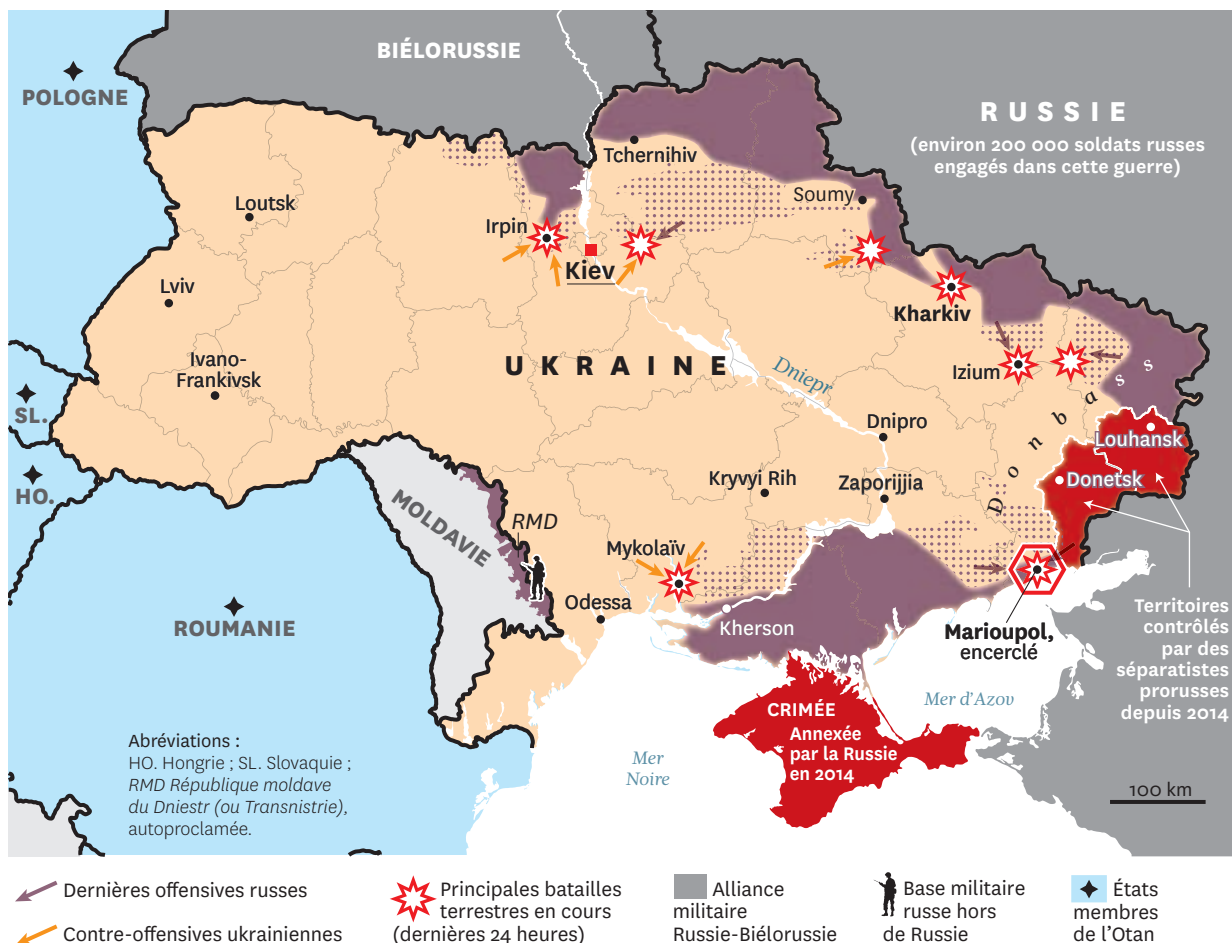 BIÉLORUSSIE
POLOGNE
RUSSIE
(environ 200 000 soldats russes
engagés dans cette guerre)
Tchernihiv
Soumy
Loutsk
Irpin
Kiev
Lviv
Kharkiv
Ivano-
Frankivsk
UKRAINE
Dniepr
Izium
Donbass
SL.
Dnipro
Louhansk
HO.
Kryvyi Rih
Zaporijjia
Donetsk
MOLDAVIE
RMD
Mykolaïv
Odessa
ROUMANIE
Kherson
Marioupol,
encerclé
Territoires
contrôlés
par des
séparatistes
prorusses
depuis 2014
Mer d'Azov
CRIMÉE
Annexée
par la Russie
en 2014
Mer
Noire
Abréviations :
HO. Hongrie ; SL. Slovaquie ;
RMD République moldave
du Dniestr (ou Transnistrie),
autoproclamée.
100 km
Dernières offensives russes
Contre-offensives ukrainiennes
Principales batailles
terrestres en cours
(dernières 24 heures)
Alliance
militaire
Russie-Biélorussie
Base militaire
russe hors
de Russie
États
membres
de l'Otan